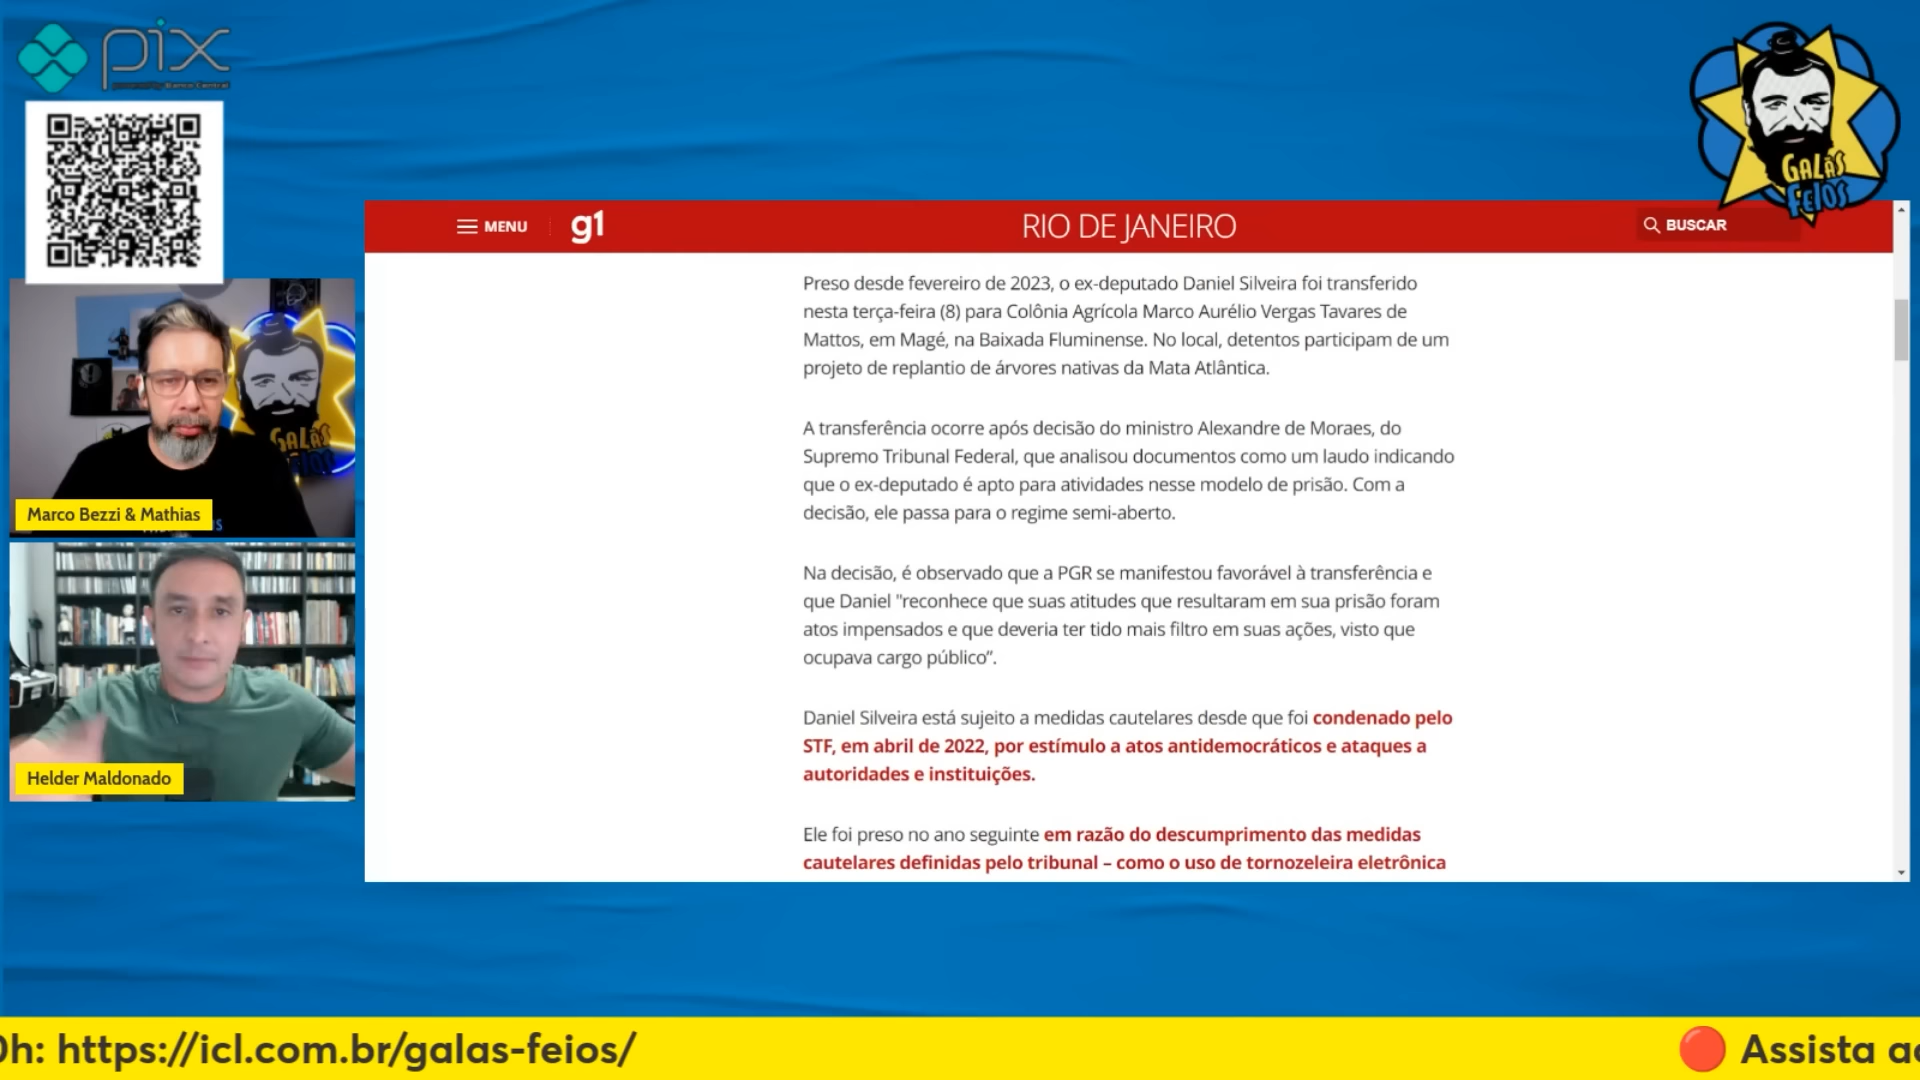 pix
powered by Banco Central
GALÃS
FEIOS
MENU
g1
RIO DE JANEIRO
BUSCAR
Preso desde fevereiro de 2023, o ex-deputado Daniel Silveira foi transferido
nesta terça-feira (8) para Colônia Agrícola Marco Aurélio Vergas Tavares de
Mattos, em Magé, na Baixada Fluminense. No local, detentos participam de um
projeto de replantio de árvores nativas da Mata Atlântica.
A transferência ocorre após decisão do ministro Alexandre de Moraes, do
Supremo Tribunal Federal, que analisou documentos como um laudo indicando
que o ex-deputado é apto para atividades nesse modelo de prisão. Com a
decisão, ele passa para o regime semi-aberto.
Na decisão, é observado que a PGR se manifestou favorável à transferência e
que Daniel "reconhece que suas atitudes que resultaram em sua prisão foram
atos impensados e que deveria ter tido mais filtro em suas ações, visto que
ocupava cargo público”.
Daniel Silveira está sujeito a medidas cautelares desde que foi condenado pelo
STF, em abril de 2022, por estímulo a atos antidemocráticos e ataques a
autoridades e instituições.
Ele foi preso no ano seguinte em razão do descumprimento das medidas
cautelares definidas pelo tribunal – como o uso de tornozeleira eletrônica
GALÃS
Marco Bezzi & Mathias
Helder Maldonado
0h: https://icl.com.br/galas-feios/
Assista